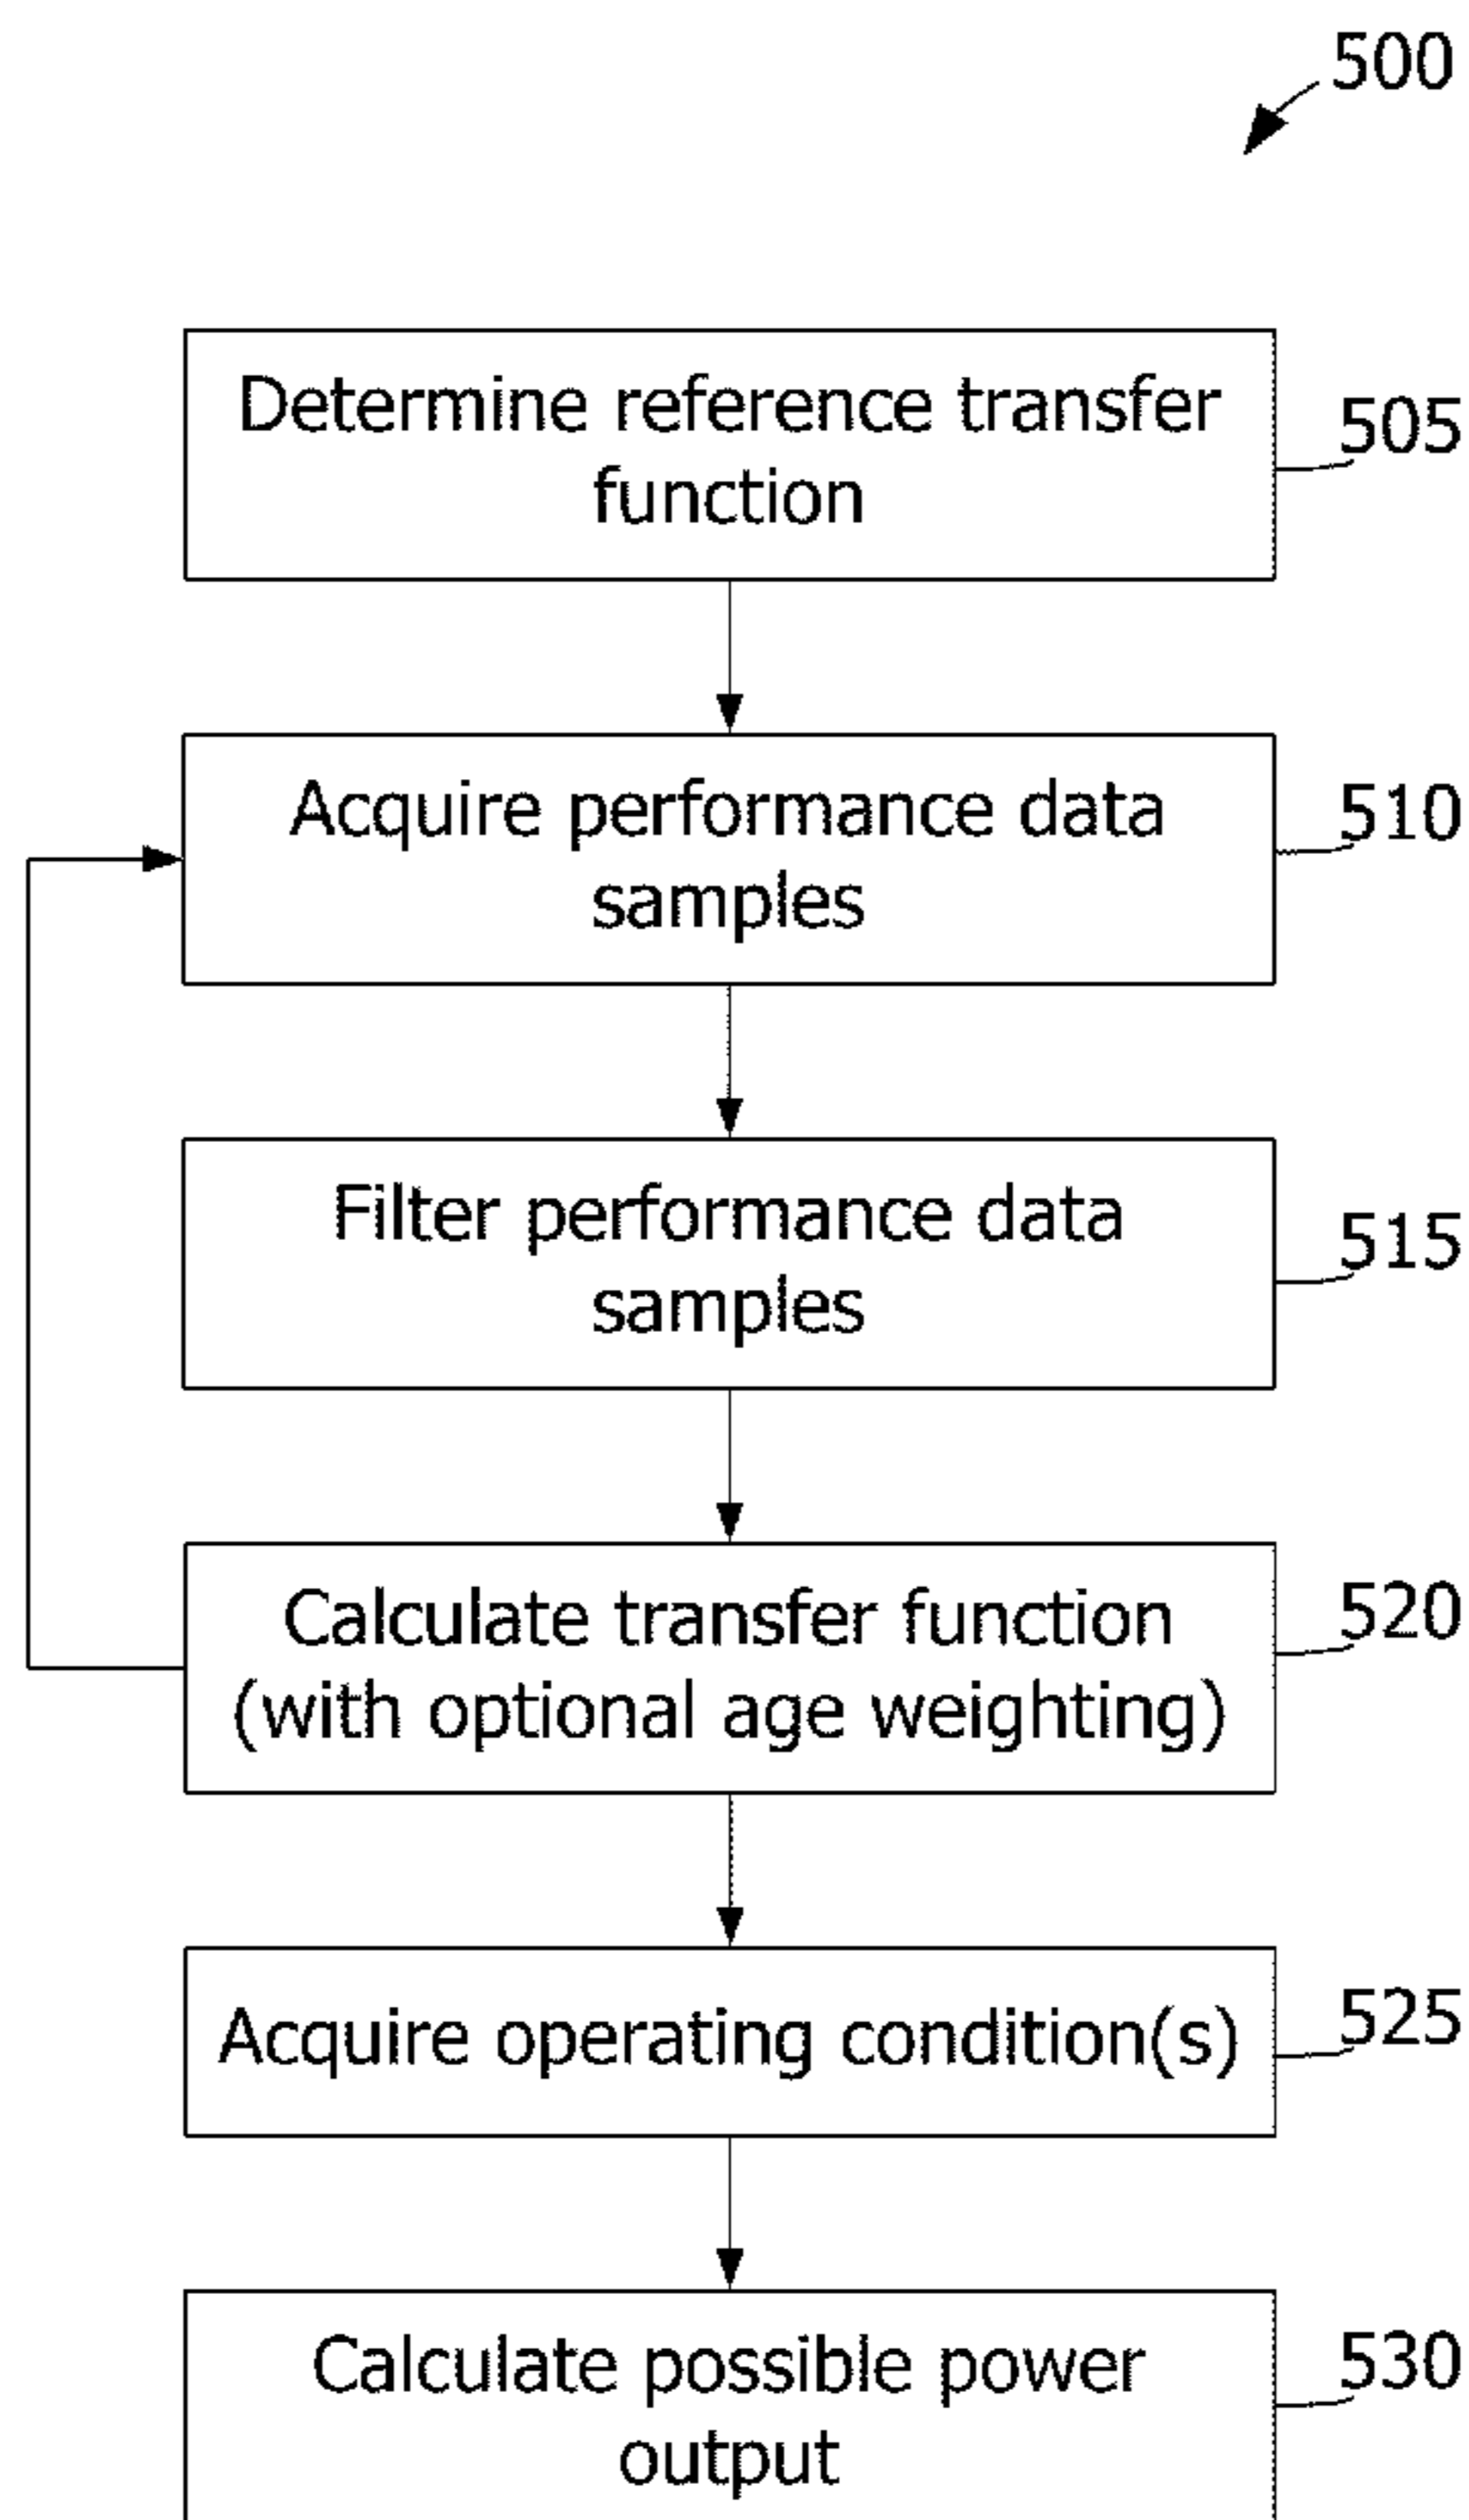 500
Determine reference transfer
function
505
Acquire performance data
samples
510
Filter performance data
samples
515
Calculate transfer function
(with optional age weighting)
520
Acquire operating condition(s)
525
Calculate possible power
output
530